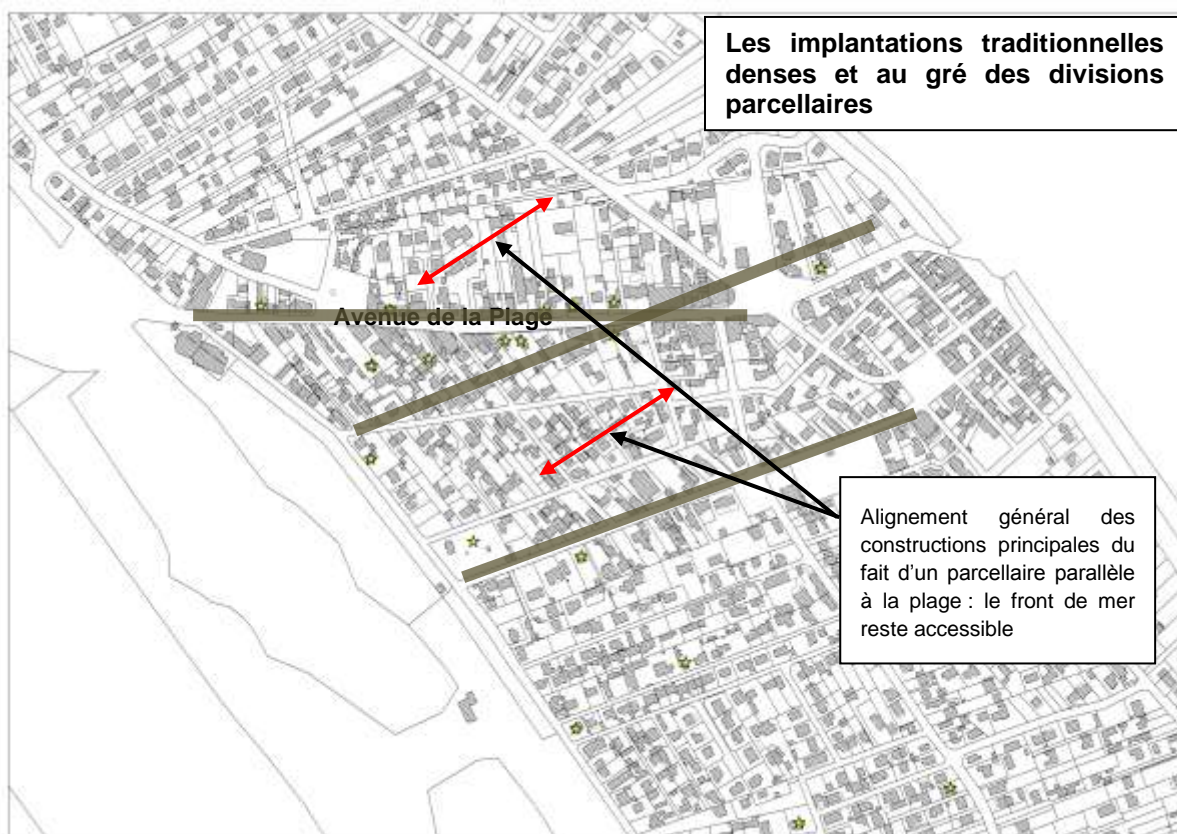 Les implantations traditionnelles
denses et au gré des divisions
parcellaires
Avenue de la Plage
Alignement général des
constructions principales du
fait d'un parcellaire parallèle
à la plage : le front de mer
reste accessible